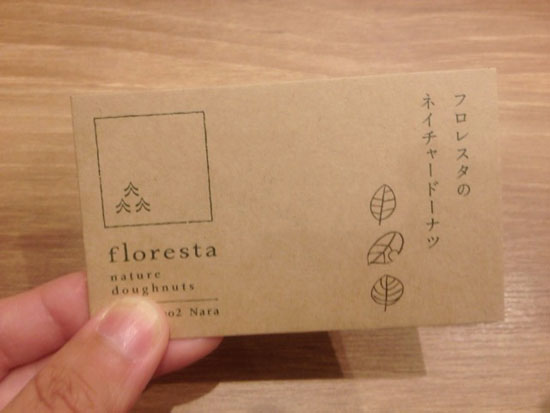 フロレスタの
ネイチャードーナツ
floresta
nature
doughnuts
Nara